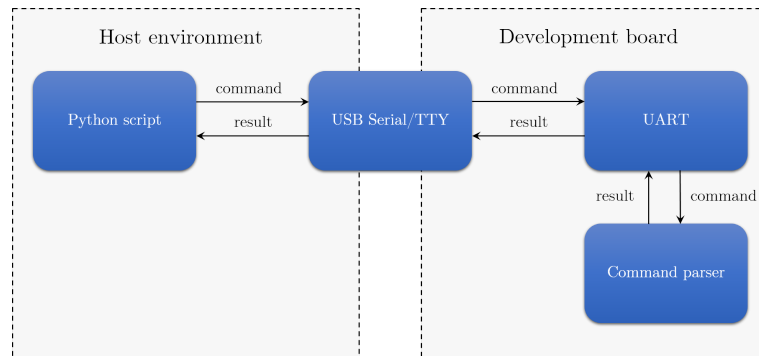 Host environment
Development board
command
command
Python script
USB Serial/TTY
UART
result
result
result
command
Command parser